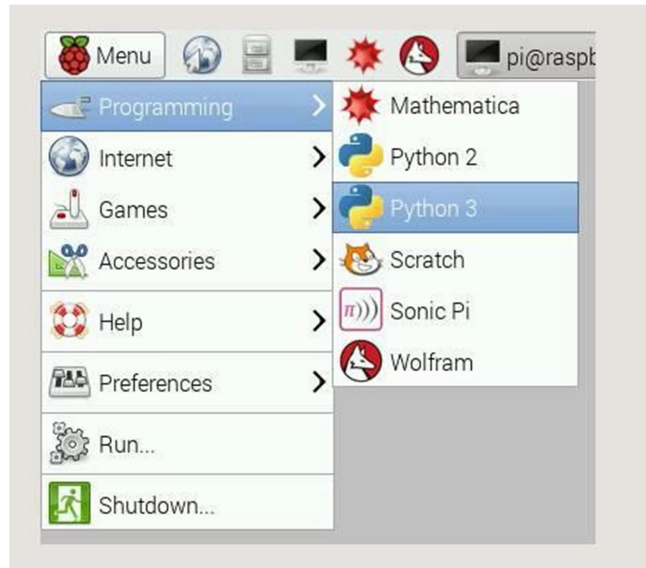 Menu
pi@raspb
Programming
Internet
Games
Accessories
Help
Preferences
Run...
Shutdown...
Mathematica
Python 2
Python 3
Scratch
π)))
Sonic Pi
Wolfram